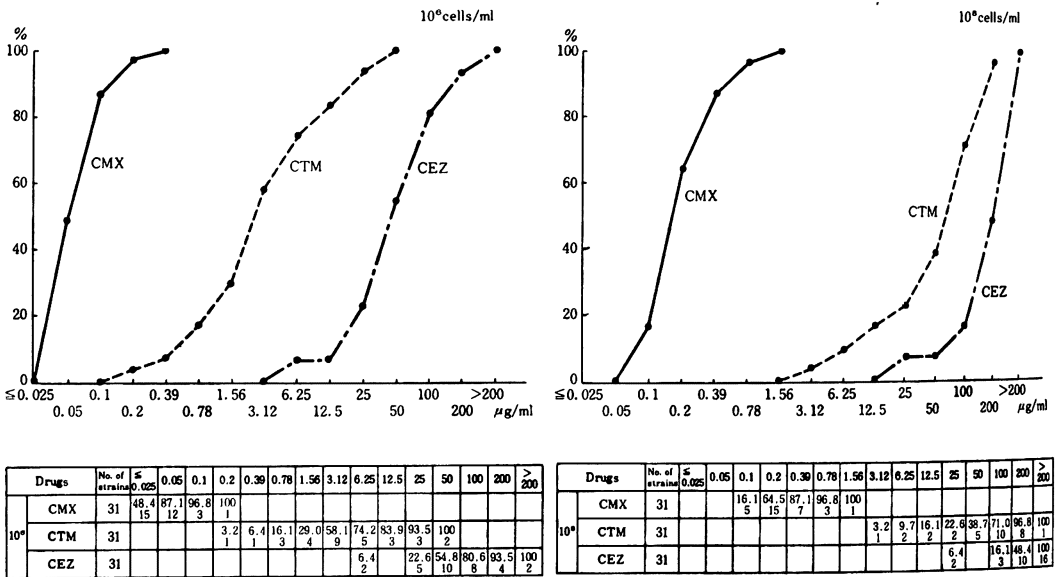 10⁶cells/ml
%
100
80
60
40
20
0
CMX
CTM
CEZ
≦0.025 0.1 0.39 1.56 6.25 25 100 >200
0.05 0.2 0.78 3.12 12.5 50 200 μg/ml
10⁸cells/ml
%
100
80
60
40
20
0
CMX
CTM
CEZ
≦0.025 0.1 0.39 1.56 6.25 25 100 >200
0.05 0.2 0.78 3.12 12.5 50 200 μg/ml
Drugs No. of strains ≦0.025 0.05 0.1 0.2 0.39 0.78 1.56 3.12 6.25 12.5 25 50 100 200 >200
10⁶
CMX 31 48.4 87.1 96.8 100
15 12 3 1
CTM 31 3.2 6.4 16.1 29.0 58.1 74.2 83.9 93.5 100
1 1 3 4 9 5 3 3 2
CEZ 31 6.4 22.6 54.8 80.6 93.5 100
2 5 10 8 4 2
Drugs No. of strains ≦0.025 0.05 0.1 0.2 0.39 0.78 1.56 3.12 6.25 12.5 25 50 100 200 >200
10⁸
CMX 31 16.1 64.5 87.1 96.8 100
5 15 7 3 1
CTM 31 3.2 9.7 16.1 22.6 38.7 71.0 96.8 100
1 2 2 2 5 10 8 1
CEZ 31 6.4 16.1 48.4 100
2 3 10 16